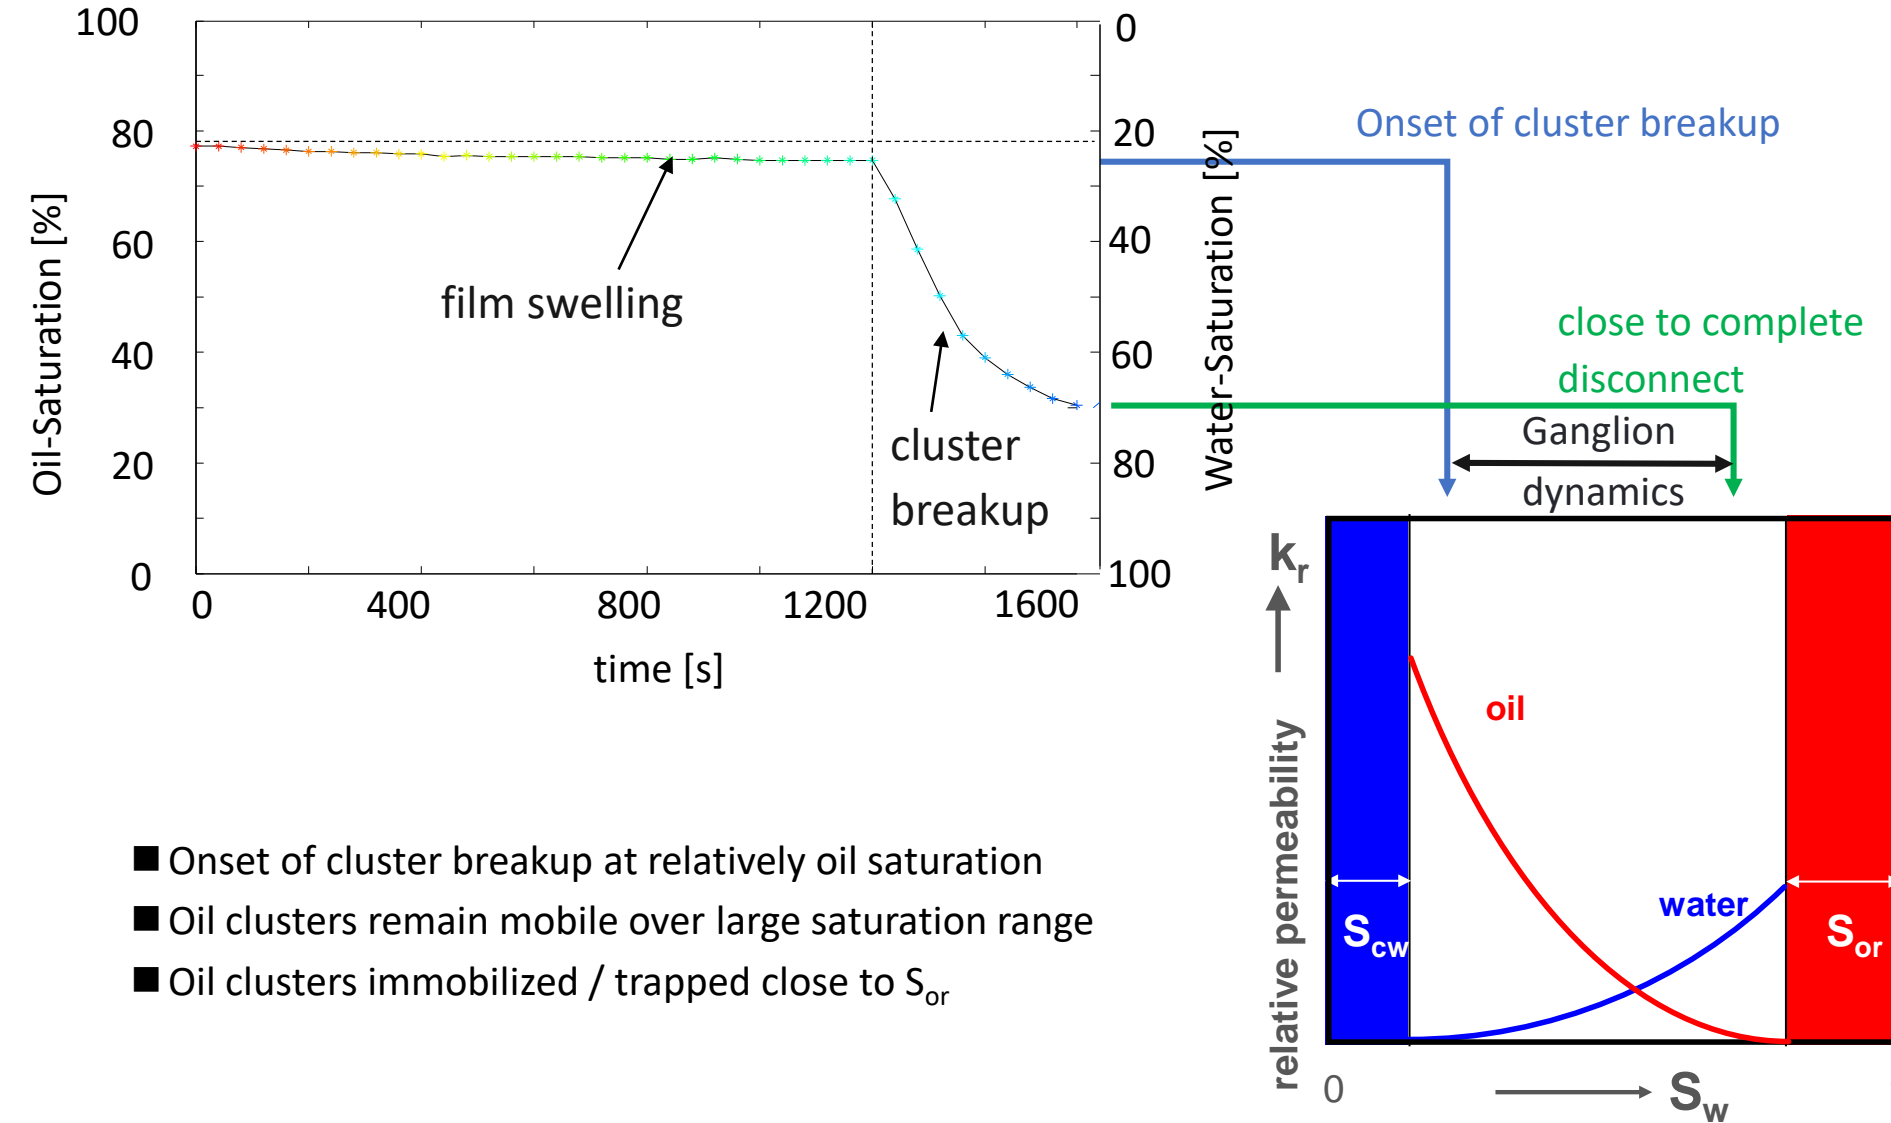 100
80
60
40
20
0
Oil-Saturation [%]
0
400
800
1200
1600
time [s]
0
20
40
60
80
100
Water-Saturation [%]
film swelling
cluster
breakup
Onset of cluster breakup
close to complete
disconnect
Ganglion
dynamics
kr
relative permeability
oil
water
Scw
Sor
0
Sw
■ Onset of cluster breakup at relatively oil saturation
■ Oil clusters remain mobile over large saturation range
■ Oil clusters immobilized / trapped close to Sor